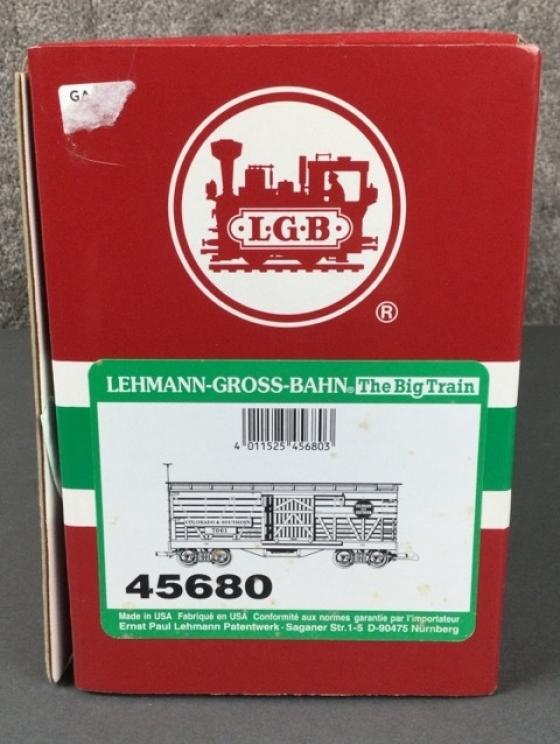 GA
L·G·B
®
LEHMANN-GROSS-BAHN® The Big Train
4 011525 456803
COLORADO & SOUTHERN
7061
45680
Made in USA Fabriqué en USA Conformité aux normes garantie par l'importateur
Ernst Paul Lehmann Patentwerk · Saganer Str.1-5 D-90475 Nürnberg